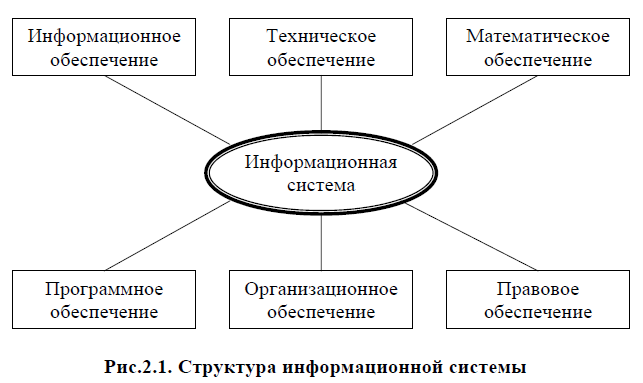 Информационное
обеспечение
Техническое
обеспечение
Математическое
обеспечение
Информационная
система
Программное
обеспечение
Организационное
обеспечение
Правовое
обеспечение
Рис.2.1. Структура информационной системы